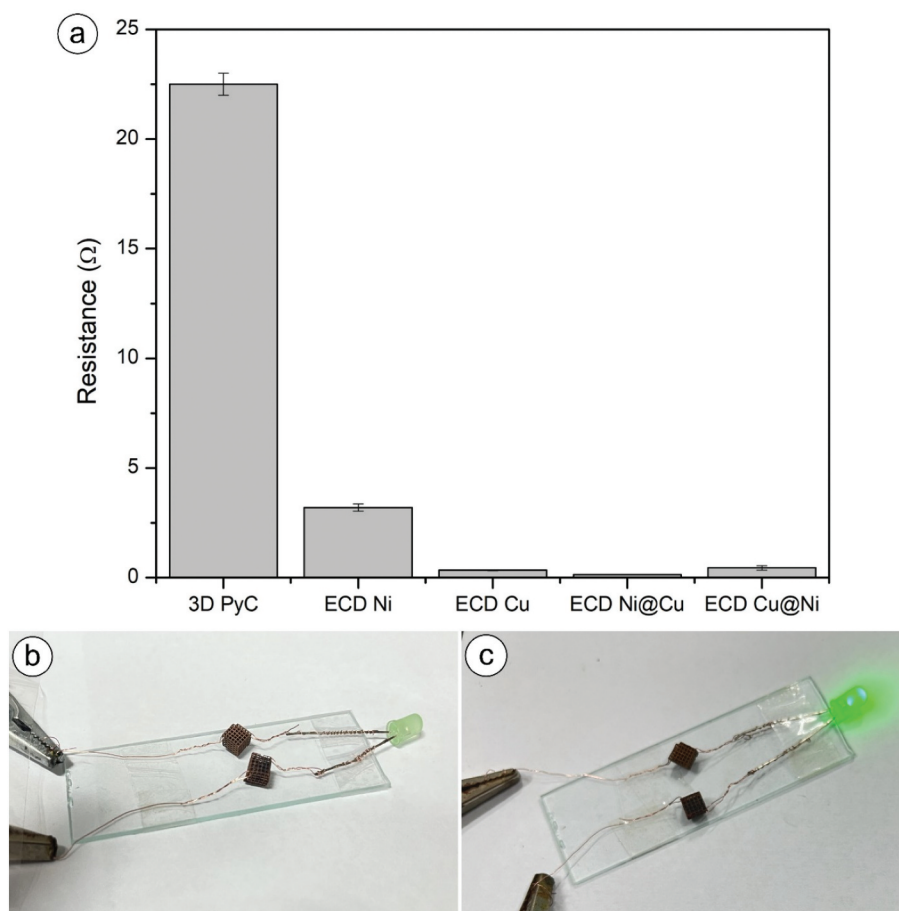 a
25
20
15
10
5
0
Resistance (Ω)
3D PyC
ECD Ni
ECD Cu
ECD Ni@Cu
ECD Cu@Ni
b
c